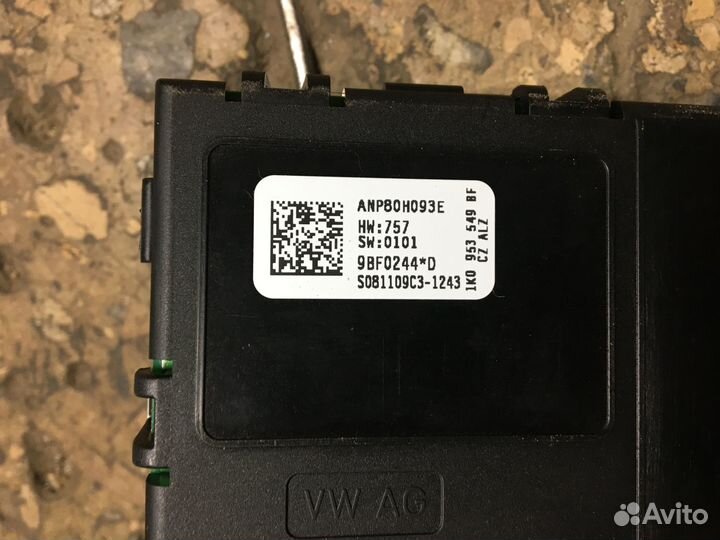 ANP80H093E
HW:757
SW:0101
9BF0244*D
S081109C3-1243
1K0 953 549 BF
CZ ALZ
VW AG
Avito